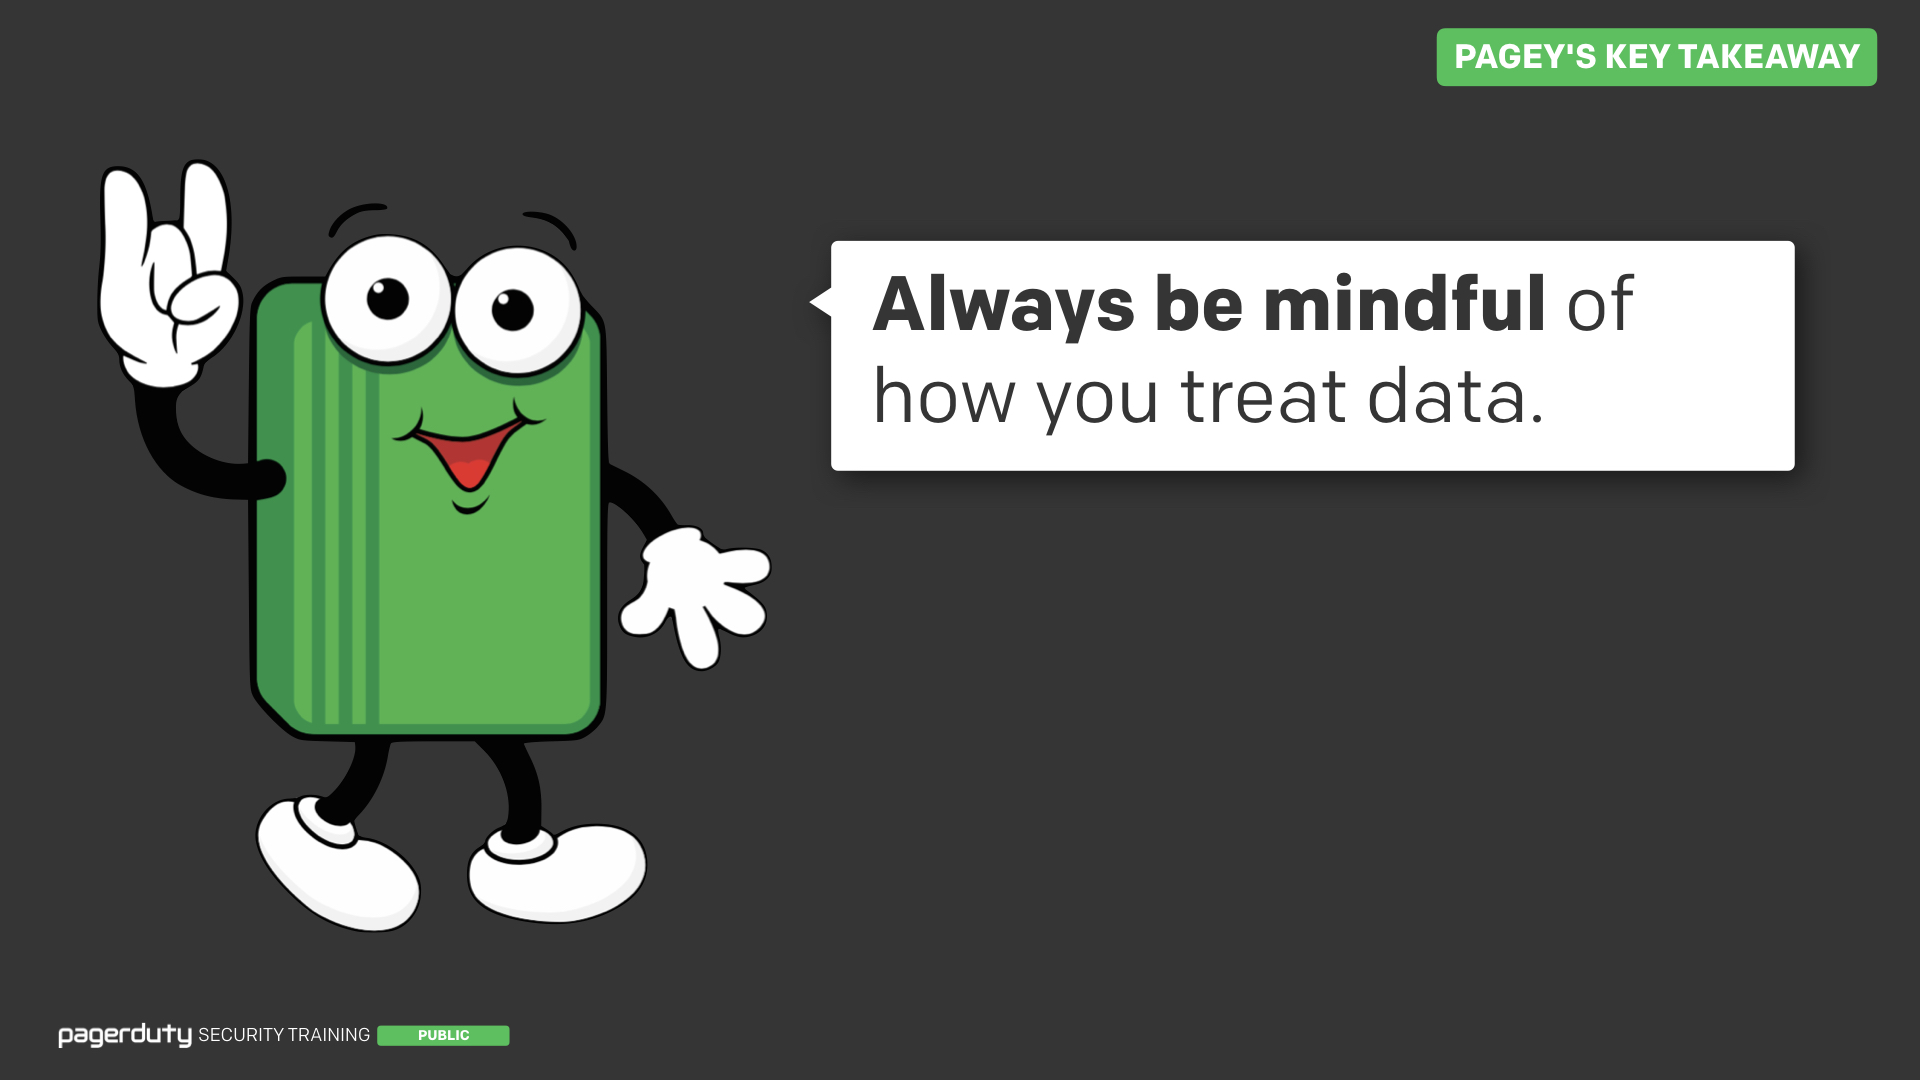 PAGEY'S KEY TAKEAWAY
Always be mindful of
how you treat data.
pagerduty SECURITY TRAINING PUBLIC